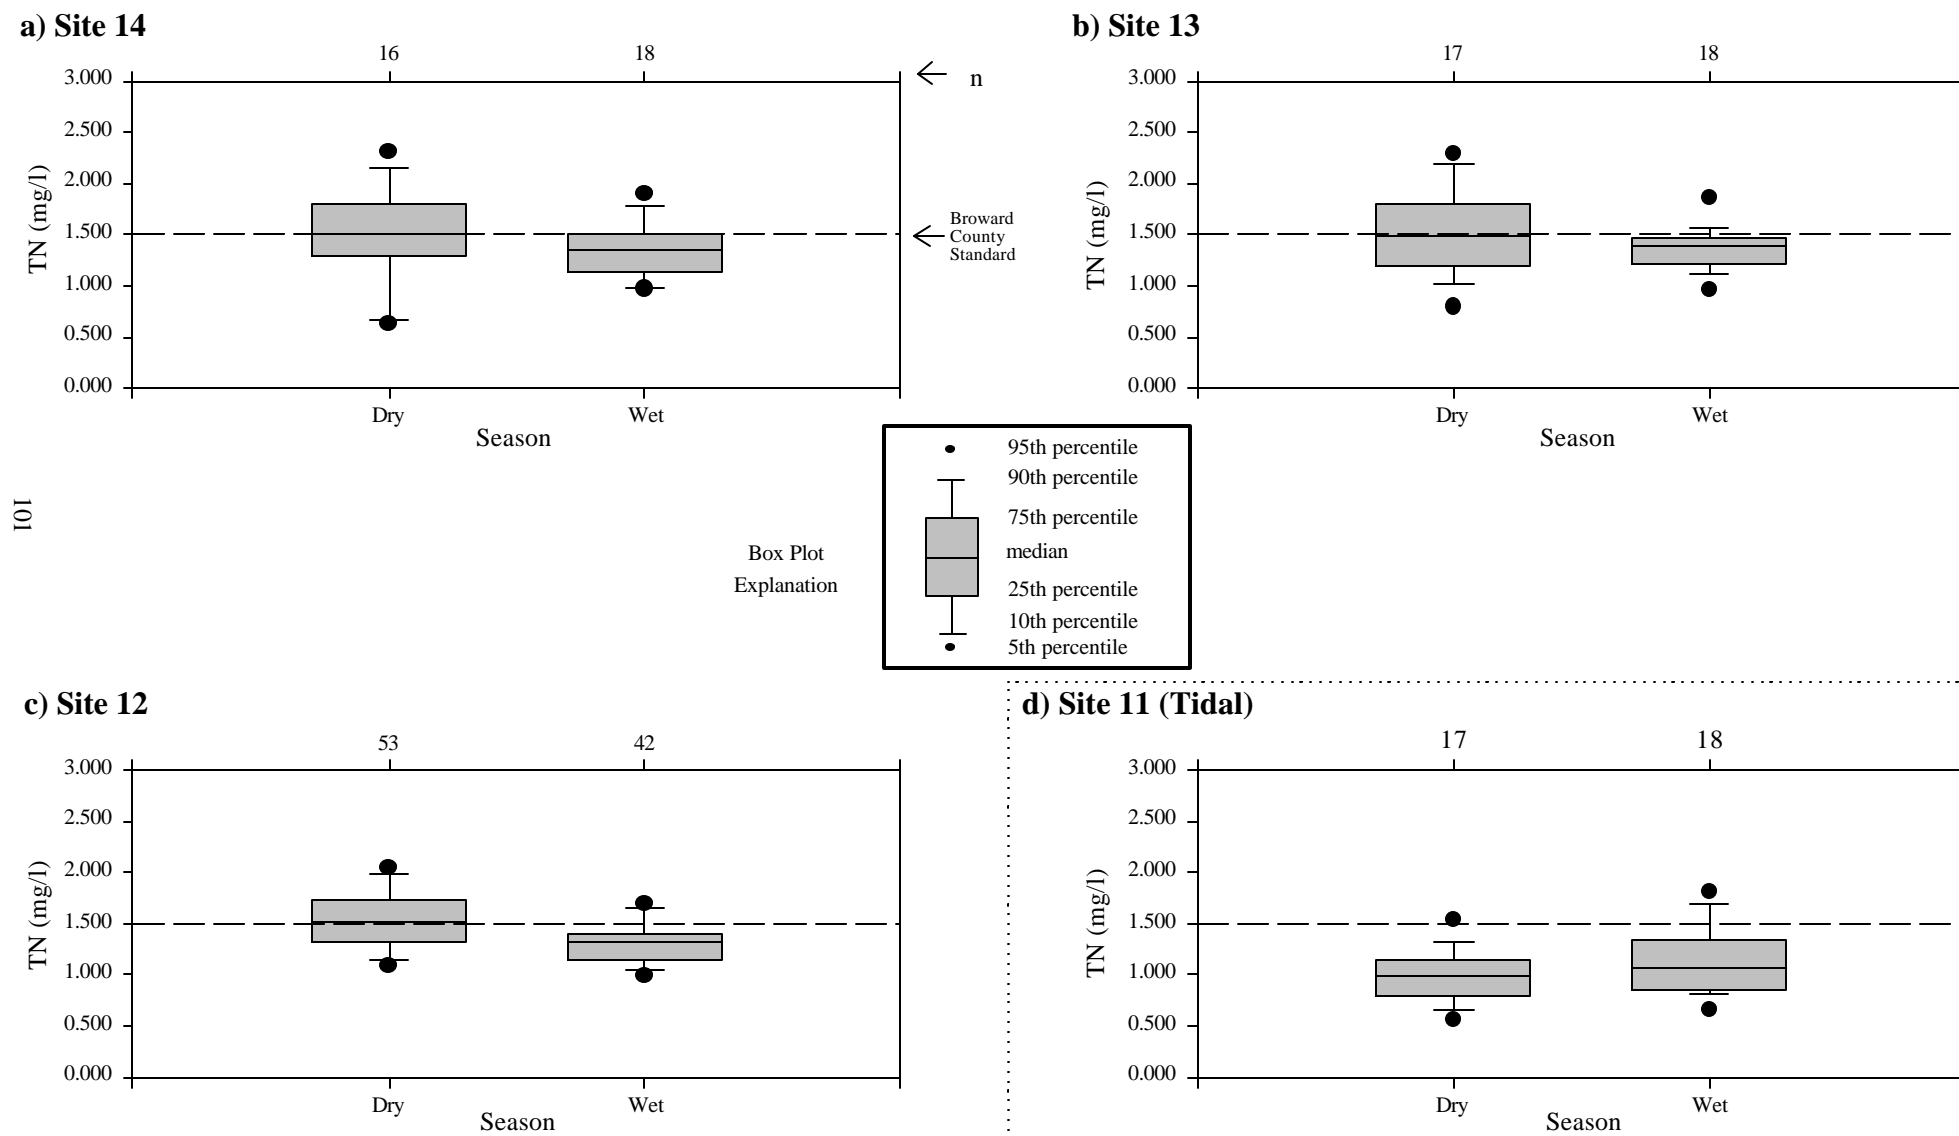 a) Site 14
16 18
n
3.000
2.500
2.000
1.500
1.000
0.500
0.000
TN (mg/l)
Broward
County
Standard
Dry Wet
Season
b) Site 13
17 18
3.000
2.500
2.000
1.500
1.000
0.500
0.000
TN (mg/l)
Dry Wet
Season
101
Box Plot
Explanation
95th percentile
90th percentile
75th percentile
median
25th percentile
10th percentile
5th percentile
c) Site 12
53 42
3.000
2.500
2.000
1.500
1.000
0.500
0.000
TN (mg/l)
Dry Wet
Season
d) Site 11 (Tidal)
17 18
3.000
2.500
2.000
1.500
1.000
0.500
0.000
TN (mg/l)
Dry Wet
Season